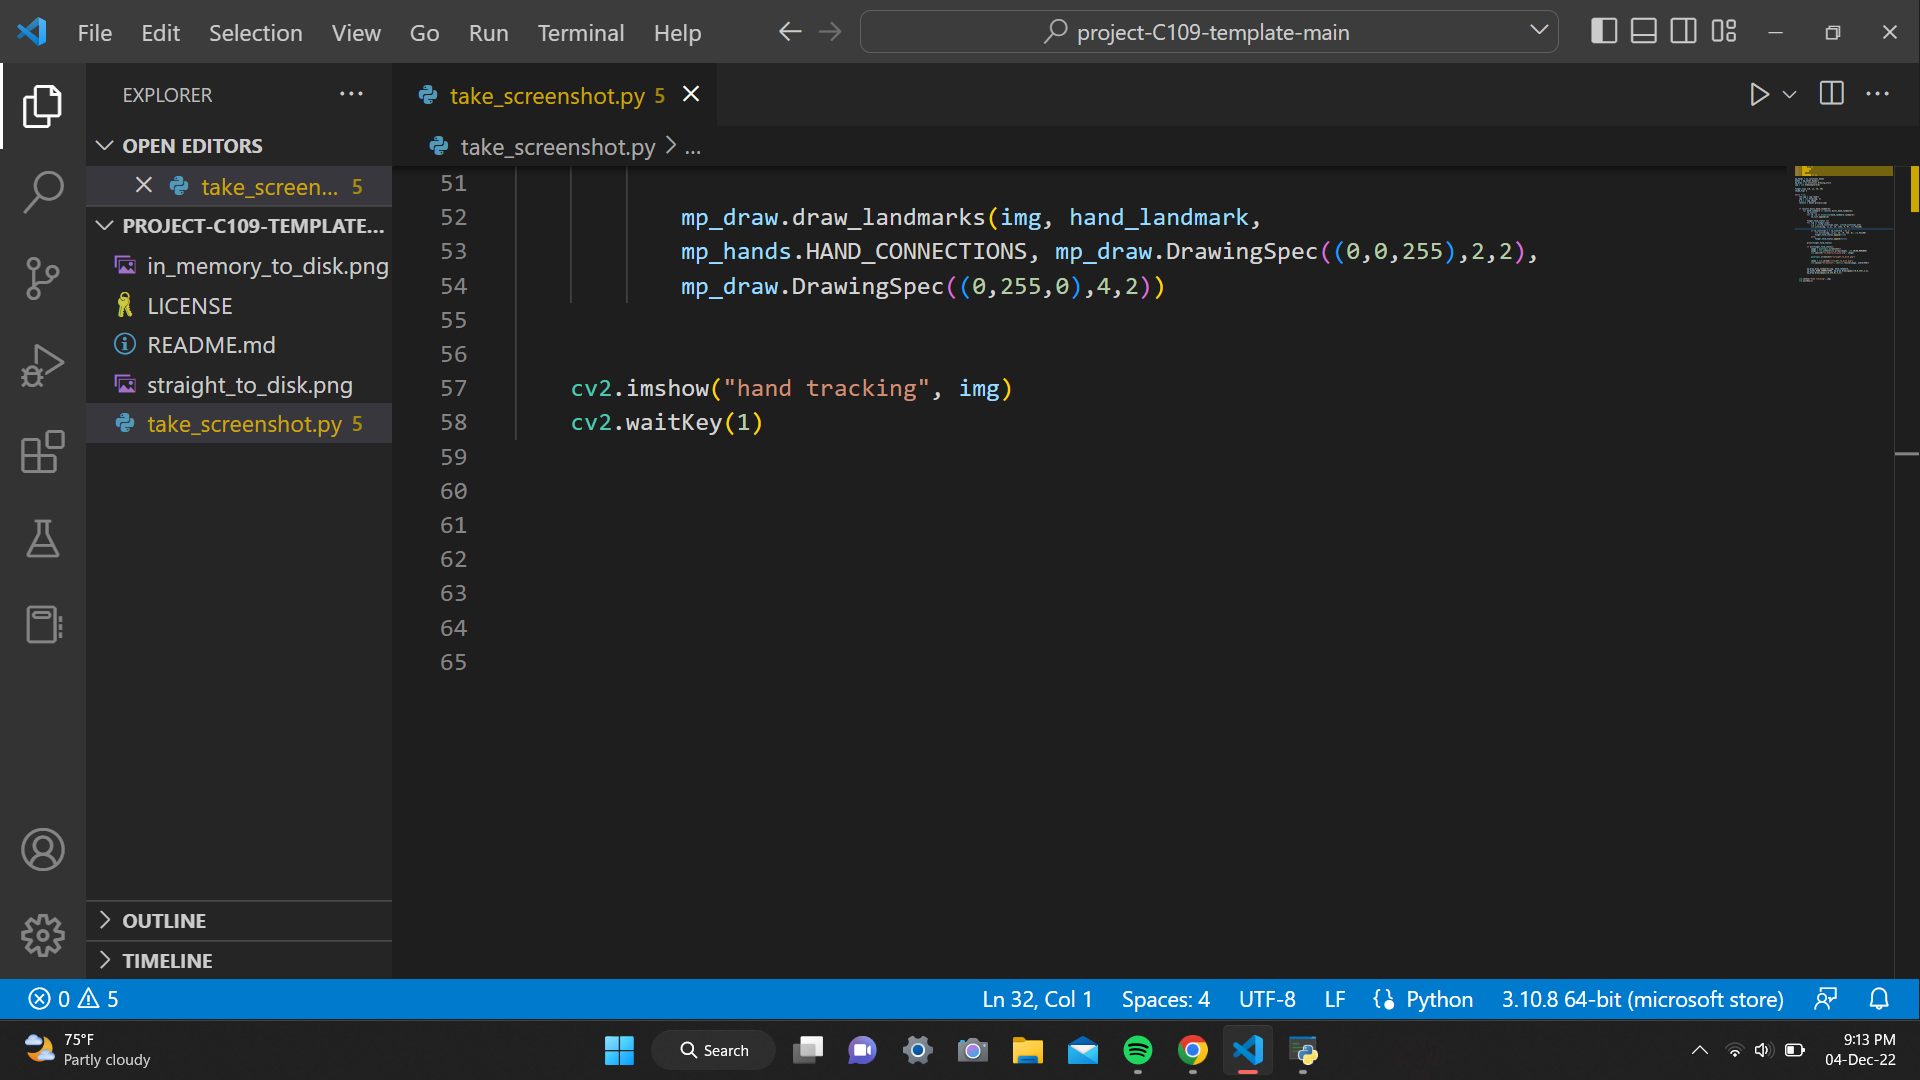 File Edit Selection View Go Run Terminal Help
project-C109-template-main
EXPLORER
OPEN EDITORS
take_screen... 5
PROJECT-C109-TEMPLATE...
in_memory_to_disk.png
LICENSE
README.md
straight_to_disk.png
take_screenshot.py 5
OUTLINE
TIMELINE
take_screenshot.py 5
take_screenshot.py > ...
51
52 mp_draw.draw_landmarks(img, hand_landmark,
53 mp_hands.HAND_CONNECTIONS, mp_draw.DrawingSpec((0,0,255),2,2),
54 mp_draw.DrawingSpec((0,255,0),4,2))
55
56
57 cv2.imshow("hand tracking", img)
58 cv2.waitKey(1)
59
60
61
62
63
64
65
0 5 Ln 32, Col 1 Spaces: 4 UTF-8 LF Python 3.10.8 64-bit (microsoft store)
75°F
Partly cloudy
Search
9:13 PM
04-Dec-22